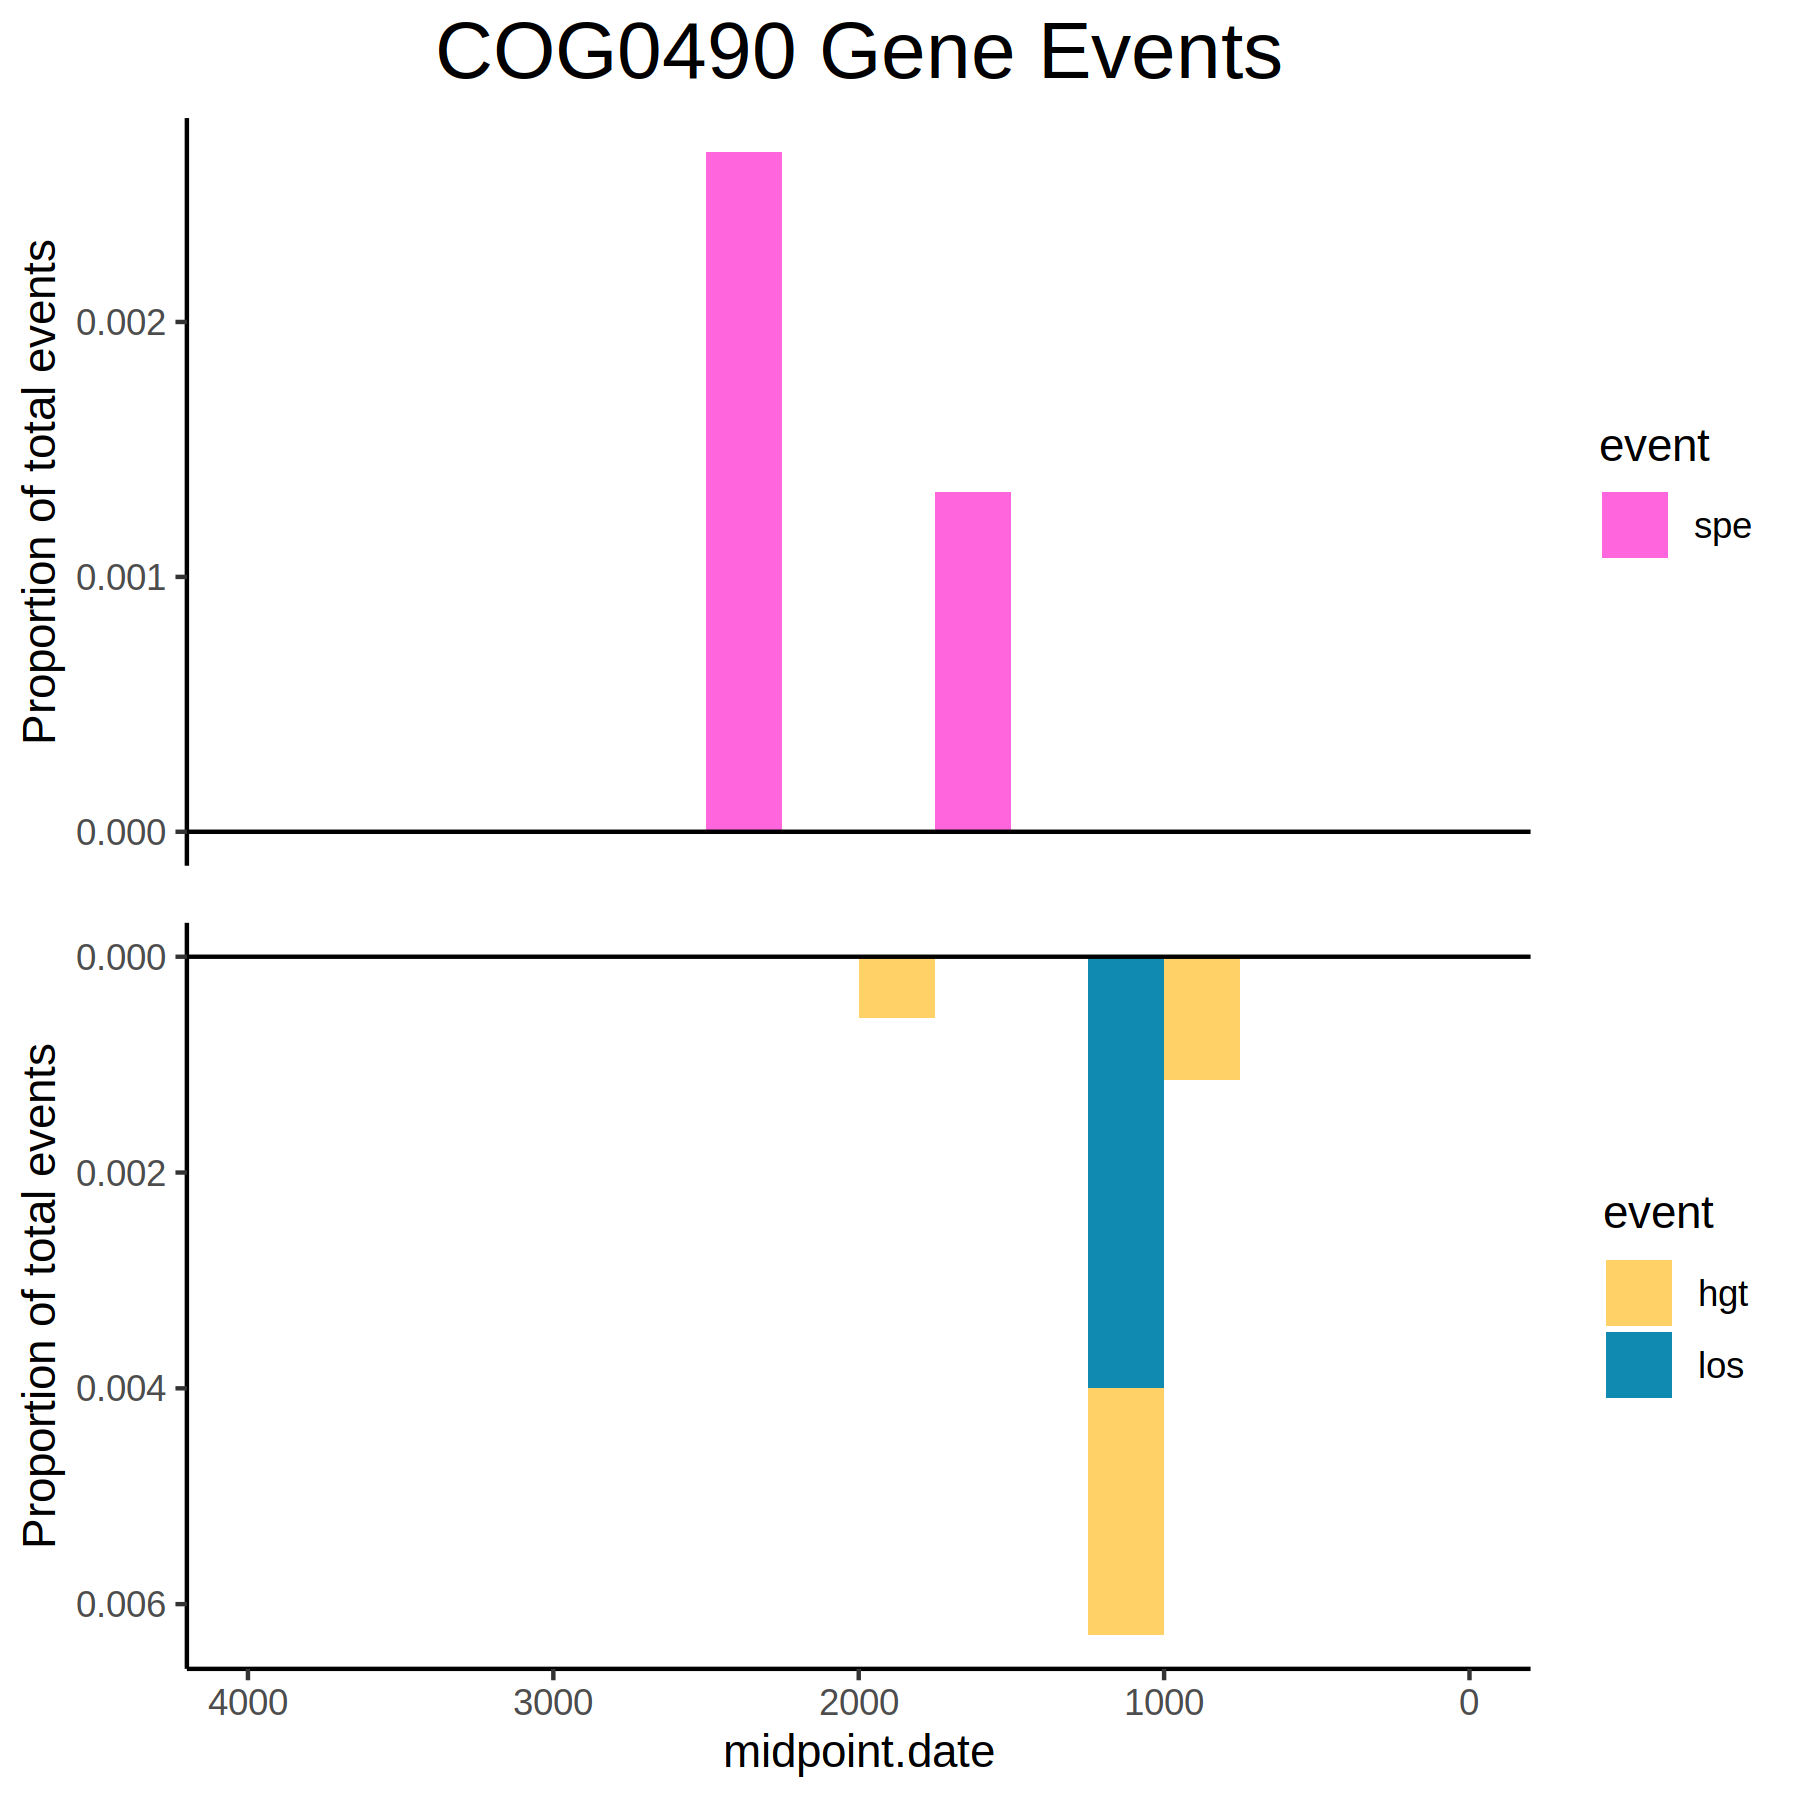 COG0490 Gene Events
Proportion of total events
0.002
0.001
0.000
event
spe
Proportion of total events
0.000
0.002
0.004
0.006
event
hgt
los
4000 3000 2000 1000 0
midpoint.date